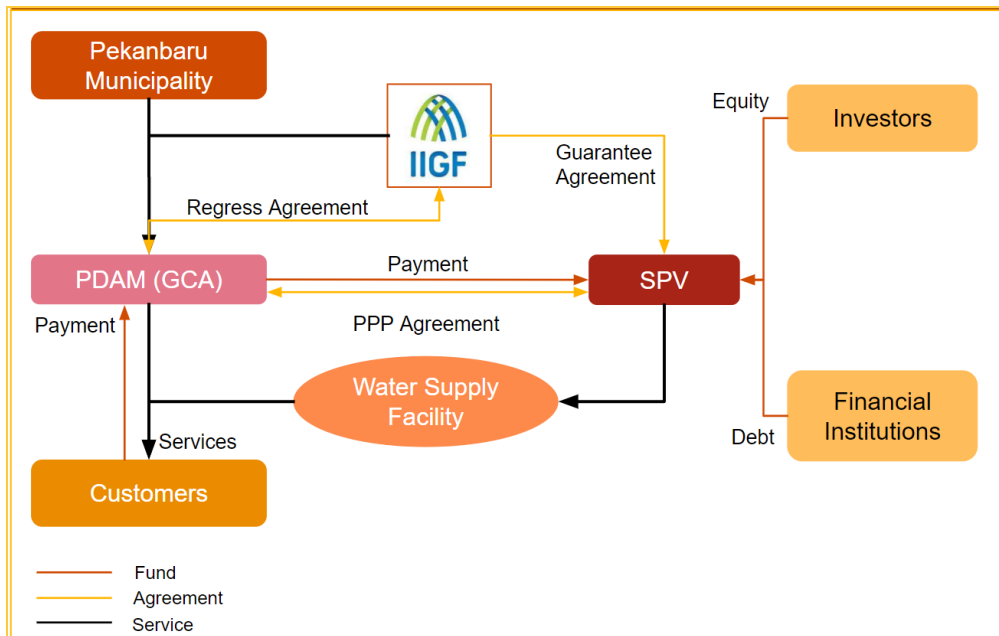 Pekanbaru
Municipality
IIGF
Equity
Investors
Guarantee
Agreement
Regress Agreement
PDAM (GCA)
Payment
SPV
Payment
PPP Agreement
Water Supply
Facility
Financial
Institutions
Debt
Services
Customers
Fund
Agreement
Service